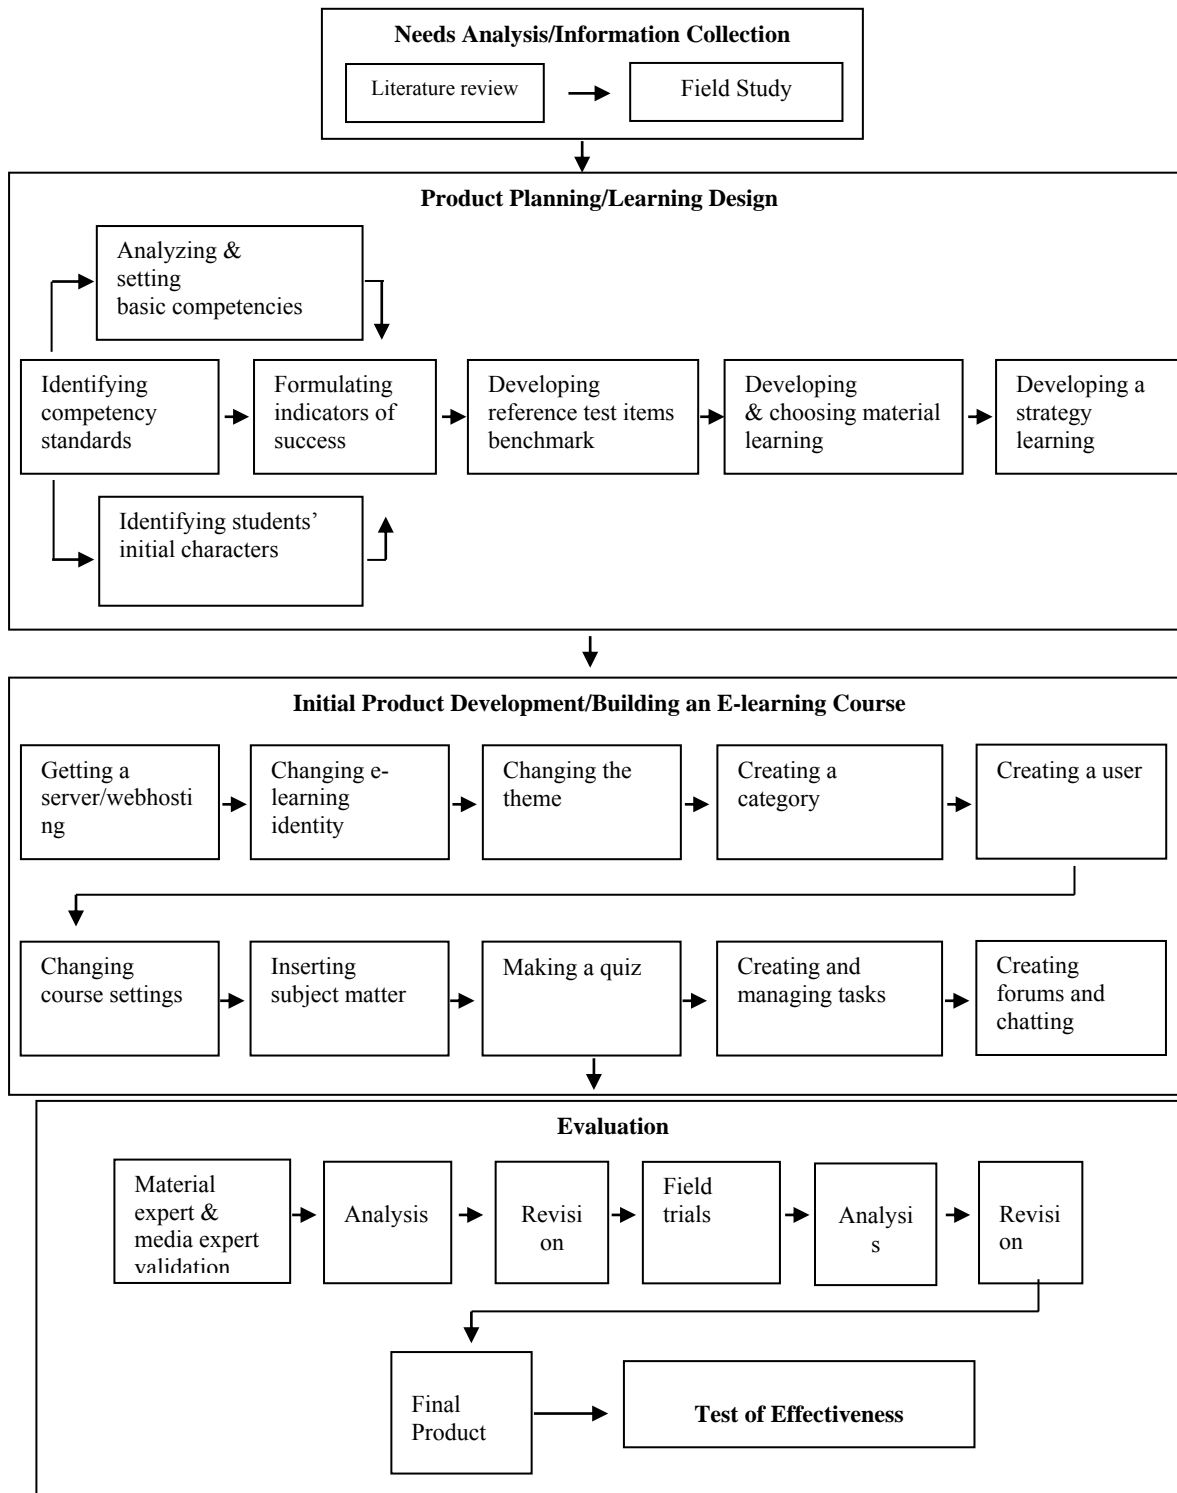 Needs Analysis/Information Collection
Literature review
Field Study
Product Planning/Learning Design
Analyzing &
setting
basic competencies
Identifying
competency
standards
Formulating
indicators of
success
Developing
reference test items
benchmark
Developing
& choosing material
learning
Developing a
strategy
learning
Identifying students’
initial characters
Initial Product Development/Building an E-learning Course
Getting a
server/webhosti
ng
Changing e-
learning
identity
Changing the
theme
Creating a
category
Creating a user
Changing
course settings
Inserting
subject matter
Making a quiz
Creating and
managing tasks
Creating
forums and
chatting
Evaluation
Material
expert &
media expert
validation
Analysis
Revisi
on
Field
trials
Analysi
s
Revisi
on
Final
Product
Test of Effectiveness